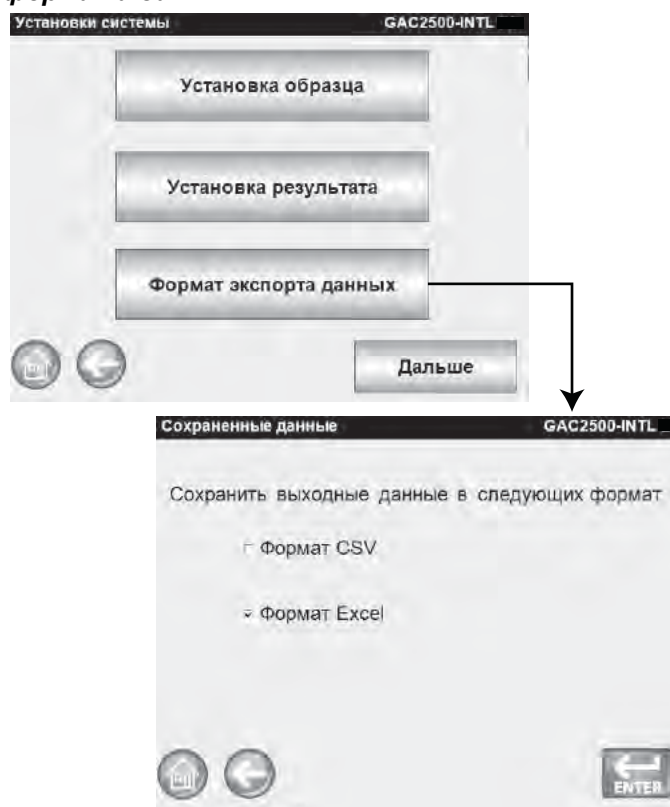 Установки системы GAC2500-INTL
Установка образца
Установка результата
Формат экспорта данных
Дальше
Сохраненные данные GAC2500-INTL
Сохранить выходные данные в следующих формат
Формат CSV
Формат Excel
ENTER